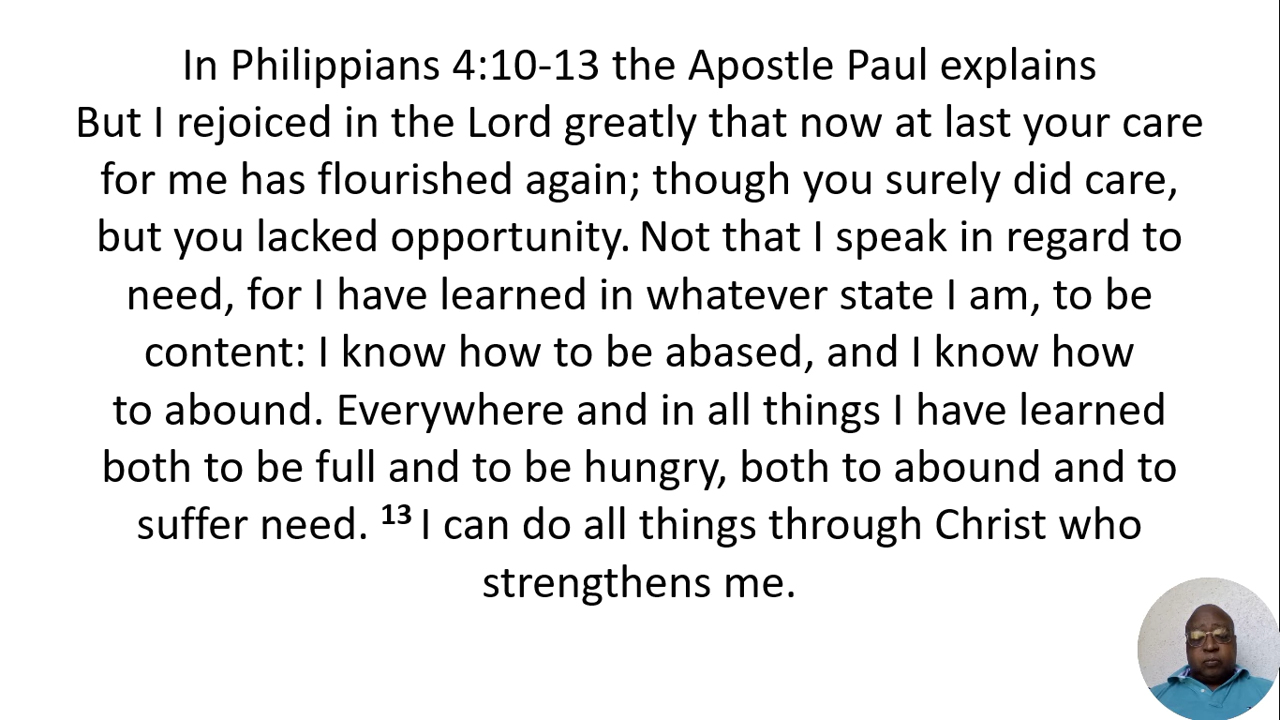 In Philippians 4:10-13 the Apostle Paul explains
But I rejoiced in the Lord greatly that now at last your care
for me has flourished again; though you surely did care,
but you lacked opportunity. Not that I speak in regard to
need, for I have learned in whatever state I am, to be
content: I know how to be abased, and I know how
to abound. Everywhere and in all things I have learned
both to be full and to be hungry, both to abound and to
suffer need. 13 I can do all things through Christ who
strengthens me.